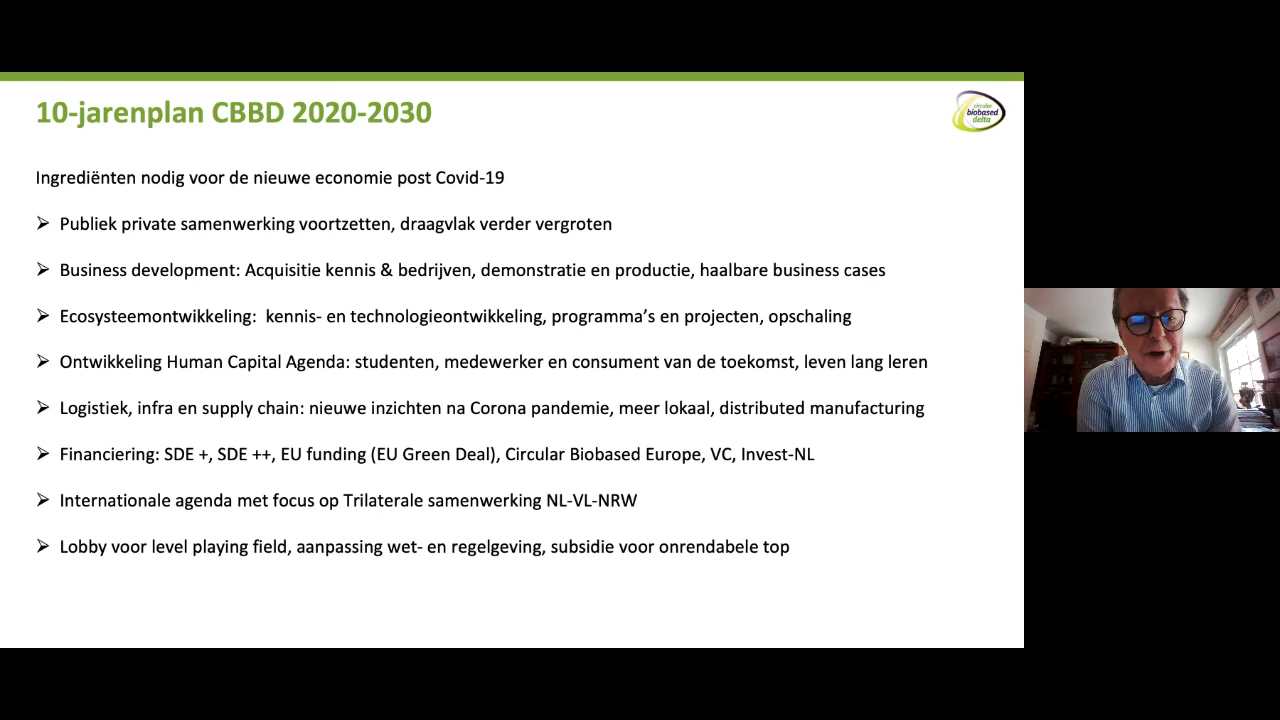 10-jarenplan CBBD 2020-2030
circular
biobased
delta
Ingrediënten nodig voor de nieuwe economie post Covid-19
➢ Publiek private samenwerking voortzetten, draagvlak verder vergroten
➢ Business development: Acquisitie kennis & bedrijven, demonstratie en productie, haalbare business cases
➢ Ecosysteemontwikkeling: kennis- en technologieontwikkeling, programma’s en projecten, opschaling
➢ Ontwikkeling Human Capital Agenda: studenten, medewerker en consument van de toekomst, leven lang leren
➢ Logistiek, infra en supply chain: nieuwe inzichten na Corona pandemie, meer lokaal, distributed manufacturing
➢ Financiering: SDE +, SDE ++, EU funding (EU Green Deal), Circular Biobased Europe, VC, Invest-NL
➢ Internationale agenda met focus op Trilaterale samenwerking NL-VL-NRW
➢ Lobby voor level playing field, aanpassing wet- en regelgeving, subsidie voor onrendabele top